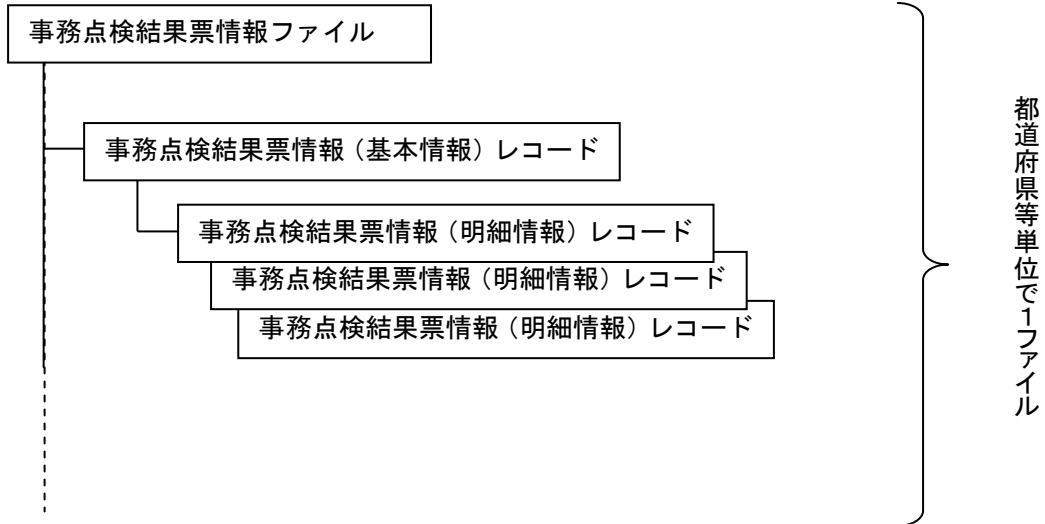 事務点検結果票情報ファイル
事務点検結果票情報（基本情報）レコード
事務点検結果票情報（明細情報）レコード
事務点検結果票情報（明細情報）レコード
事務点検結果票情報（明細情報）レコード
都道府県等単位で1ファイル